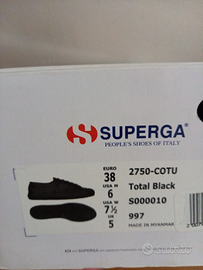 SUPERGA®
PEOPLE'S SHOES OF ITALY
EURO
38
USA M
6
USA W
7½
UK
5
2750-COTU
Total Black
S000010
997
MADE IN MYANMAR